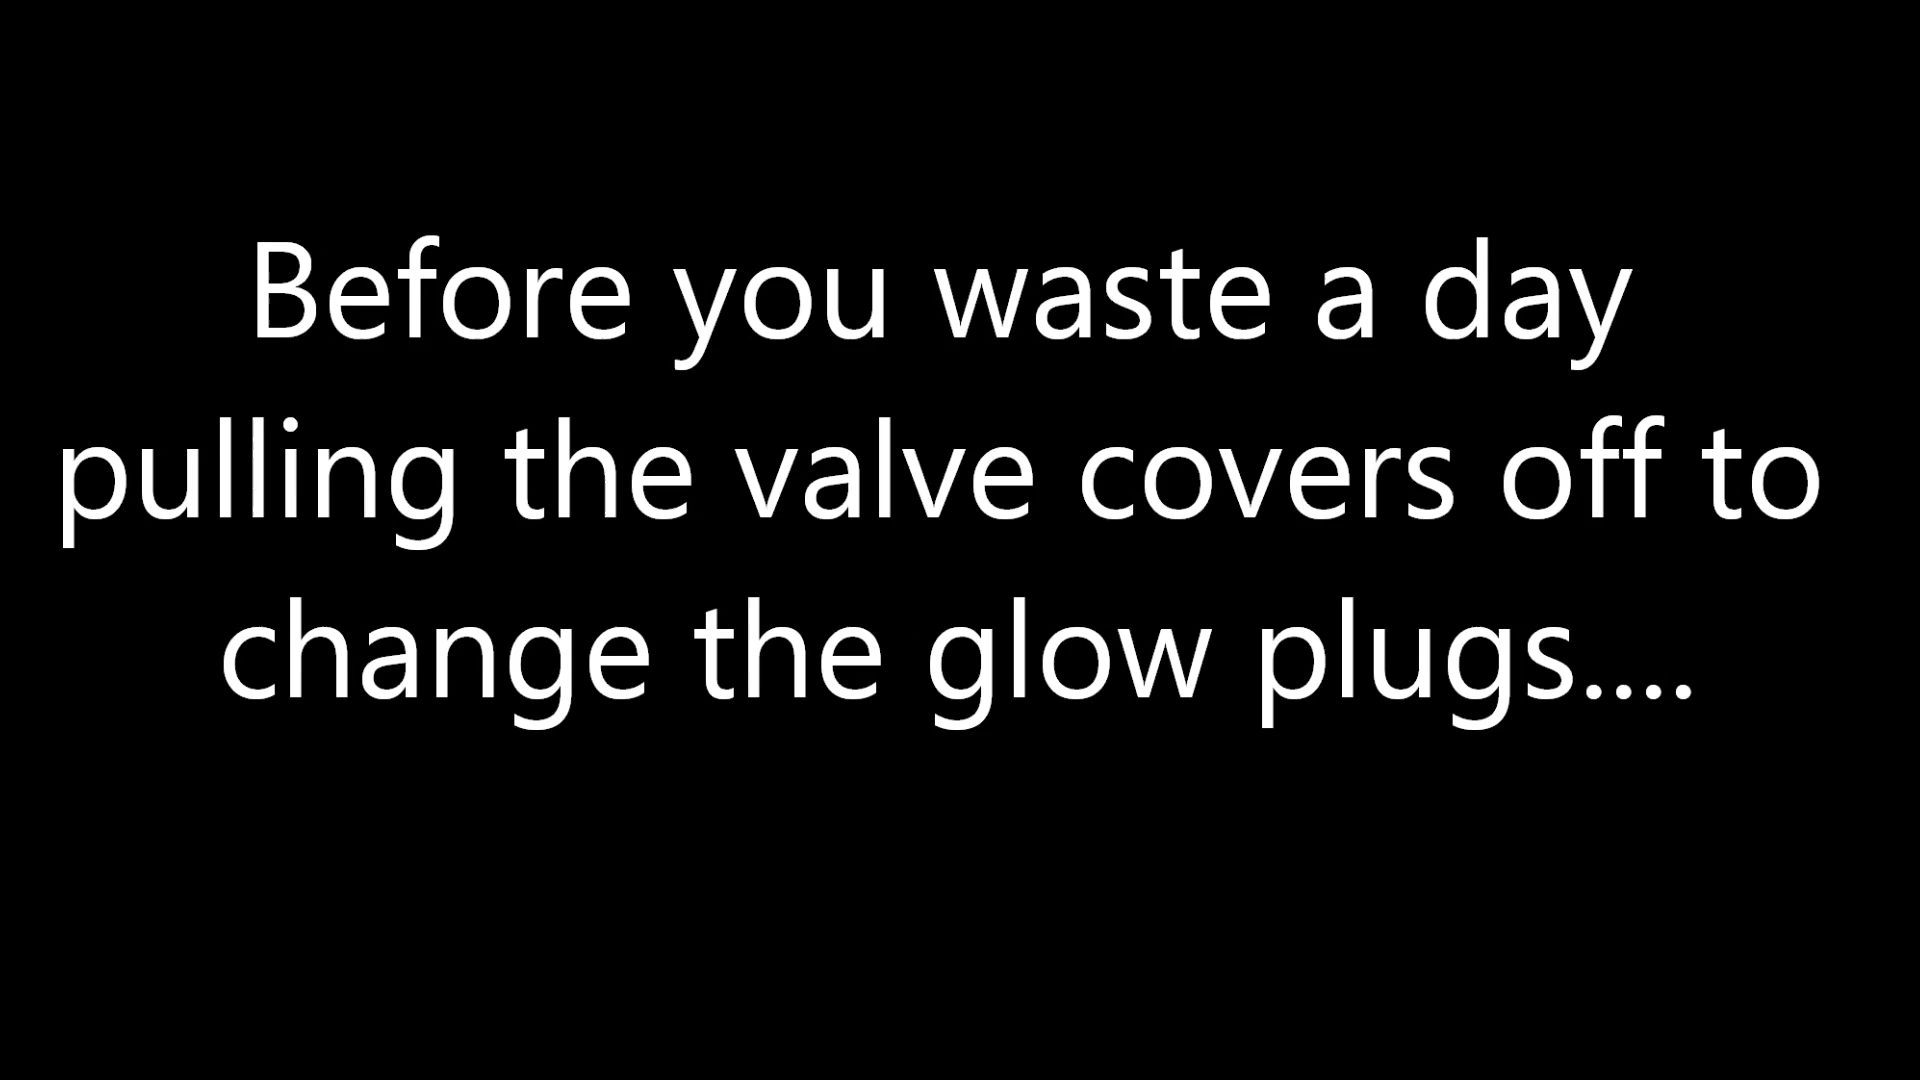 Before you waste a day
pulling the valve covers off to
change the glow plugs....